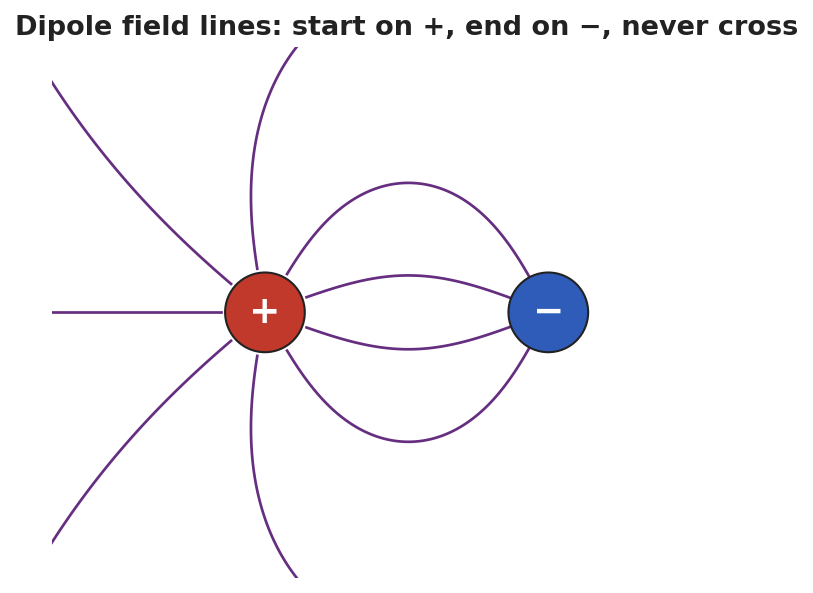 Dipole field lines: start on +, end on −, never cross
+ −